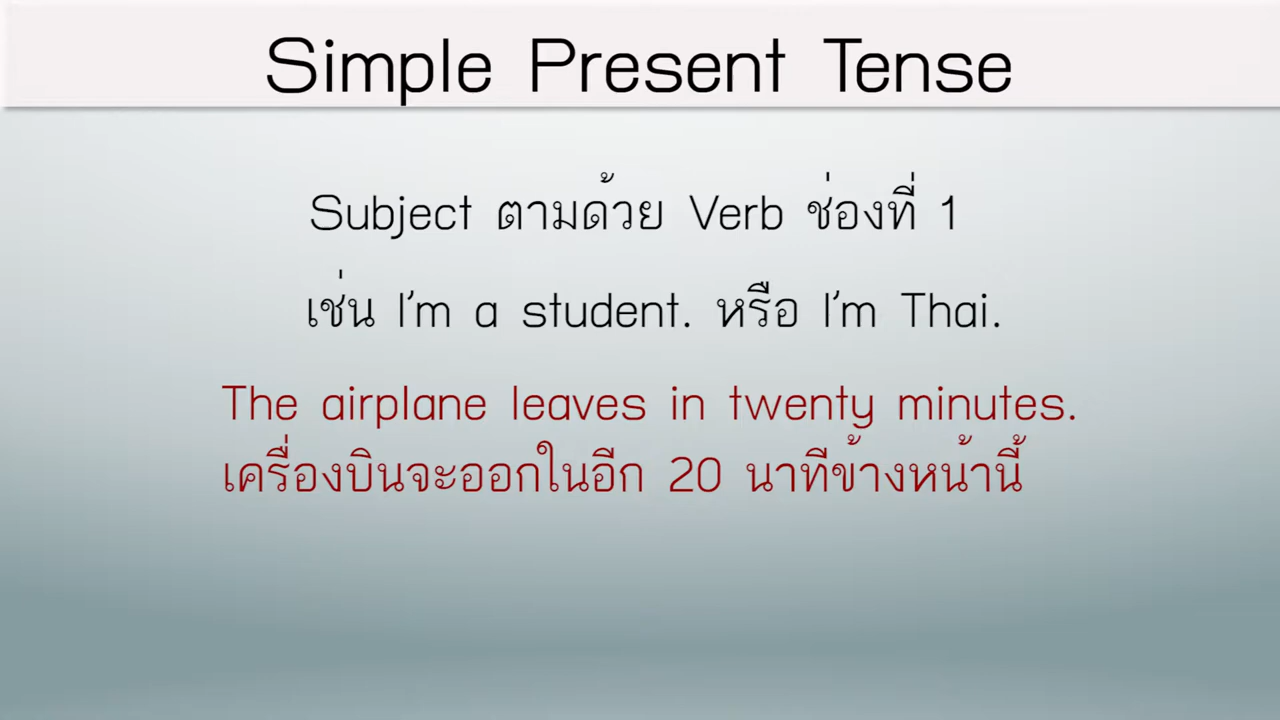 Simple Present Tense
Subject ตามด้วย Verb ช่องที่ 1
เช่น I'm a student. หรือ I'm Thai.
The airplane leaves in twenty minutes.
เครื่องบินจะออกในอีก 20 นาทีข้างหน้านี้